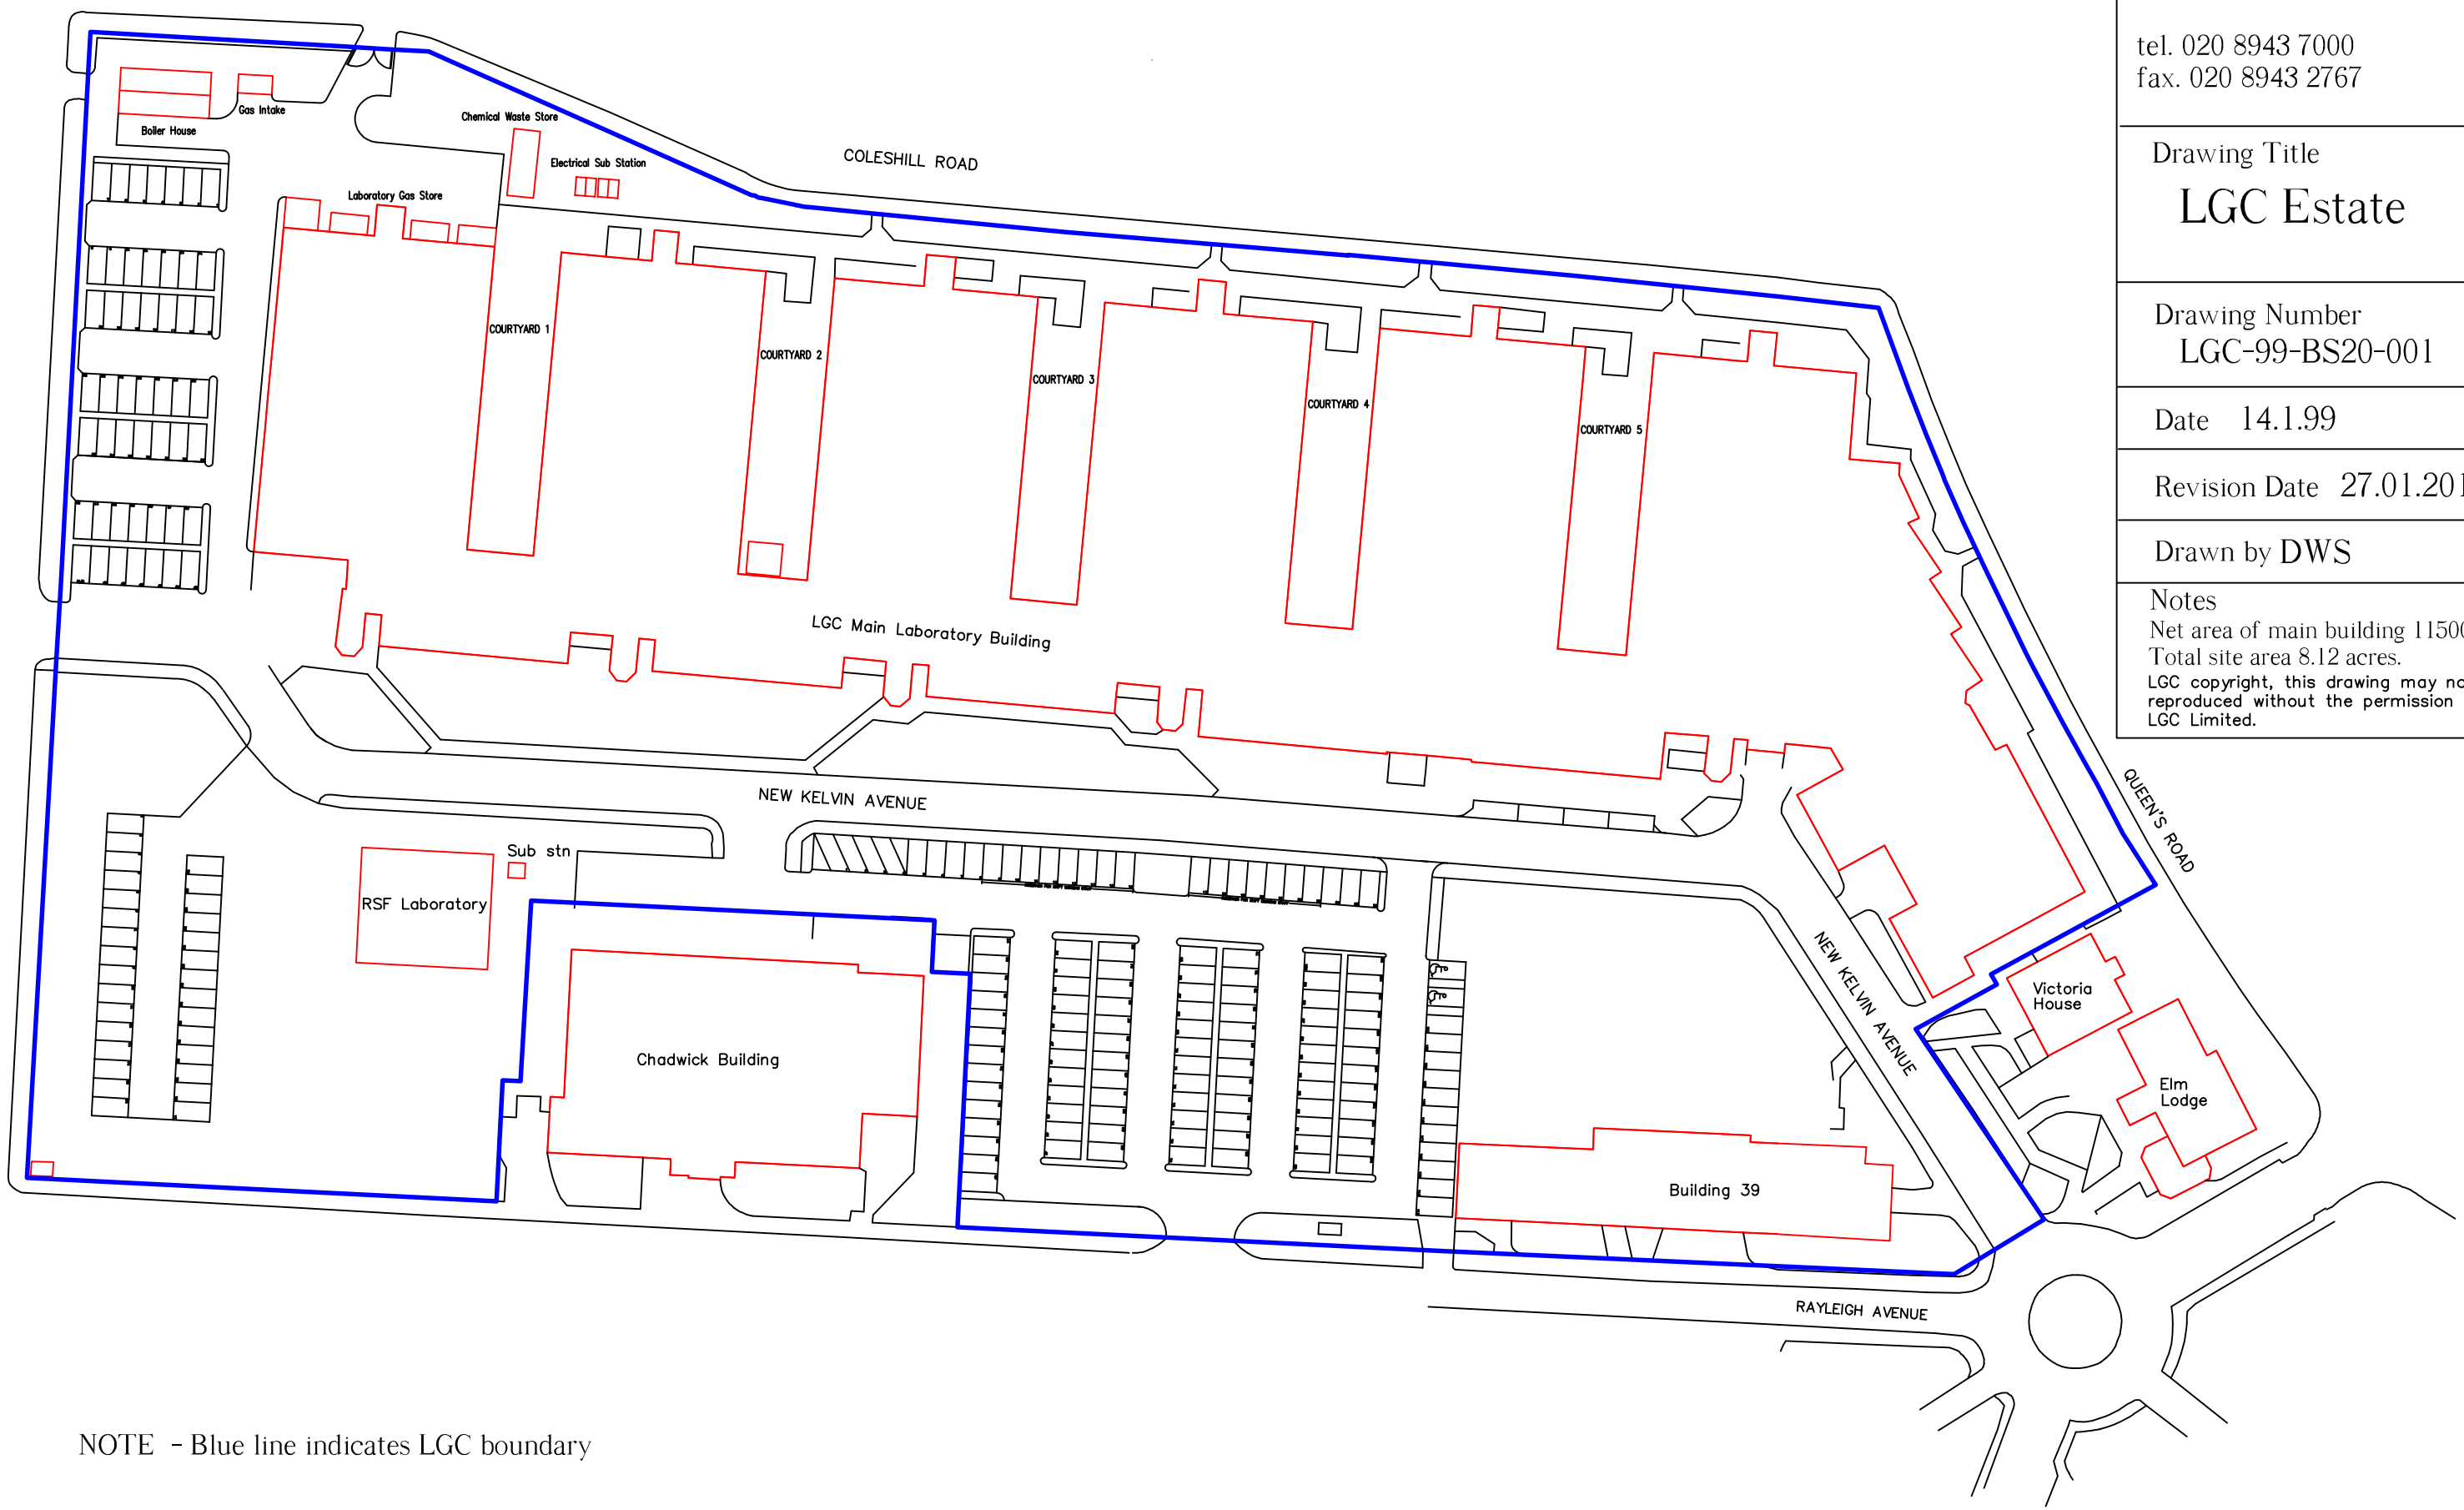 tel. 020 8943 7000
fax. 020 8943 2767
Drawing Title
LGC Estate
Drawing Number
LGC-99-BS20-001
Date 14.1.99
Revision Date 27.01.201
Drawn by DWS
Notes
Net area of main building 11500
Total site area 8.12 acres.
LGC copyright, this drawing may no
reproduced without the permission
LGC Limited.
Gas Intake
Boiler House
Chemical Waste Store
Electrical Sub Station
Laboratory Gas Store
COLESHILL ROAD
COURTYARD 1
COURTYARD 2
COURTYARD 3
COURTYARD 4
COURTYARD 5
LGC Main Laboratory Building
NEW KELVIN AVENUE
QUEEN'S ROAD
Sub stn
RSF Laboratory
NEW KELVIN AVENUE
Victoria
House
Chadwick Building
Elm
Lodge
Building 39
RAYLEIGH AVENUE
NOTE - Blue line indicates LGC boundary